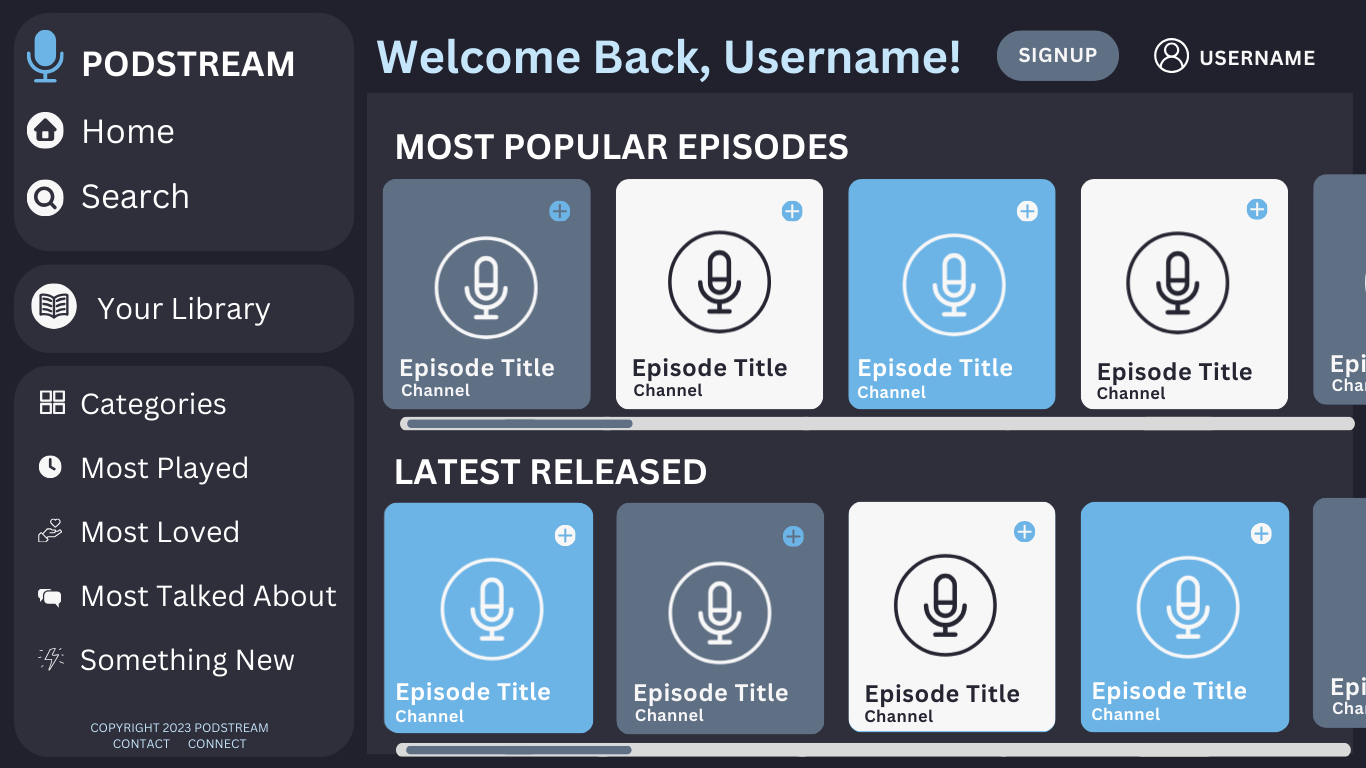 PODSTREAM
Home
Search
Your Library
Categories
Most Played
Most Loved
Most Talked About
Something New
COPYRIGHT 2023 PODSTREAM
CONTACT CONNECT
Welcome Back, Username!
SIGNUP
USERNAME
MOST POPULAR EPISODES
Episode Title
Channel
Episode Title
Channel
Episode Title
Channel
Episode Title
Channel
Epi
Cha
LATEST RELEASED
Episode Title
Channel
Episode Title
Channel
Episode Title
Channel
Episode Title
Channel
Epi
Cha